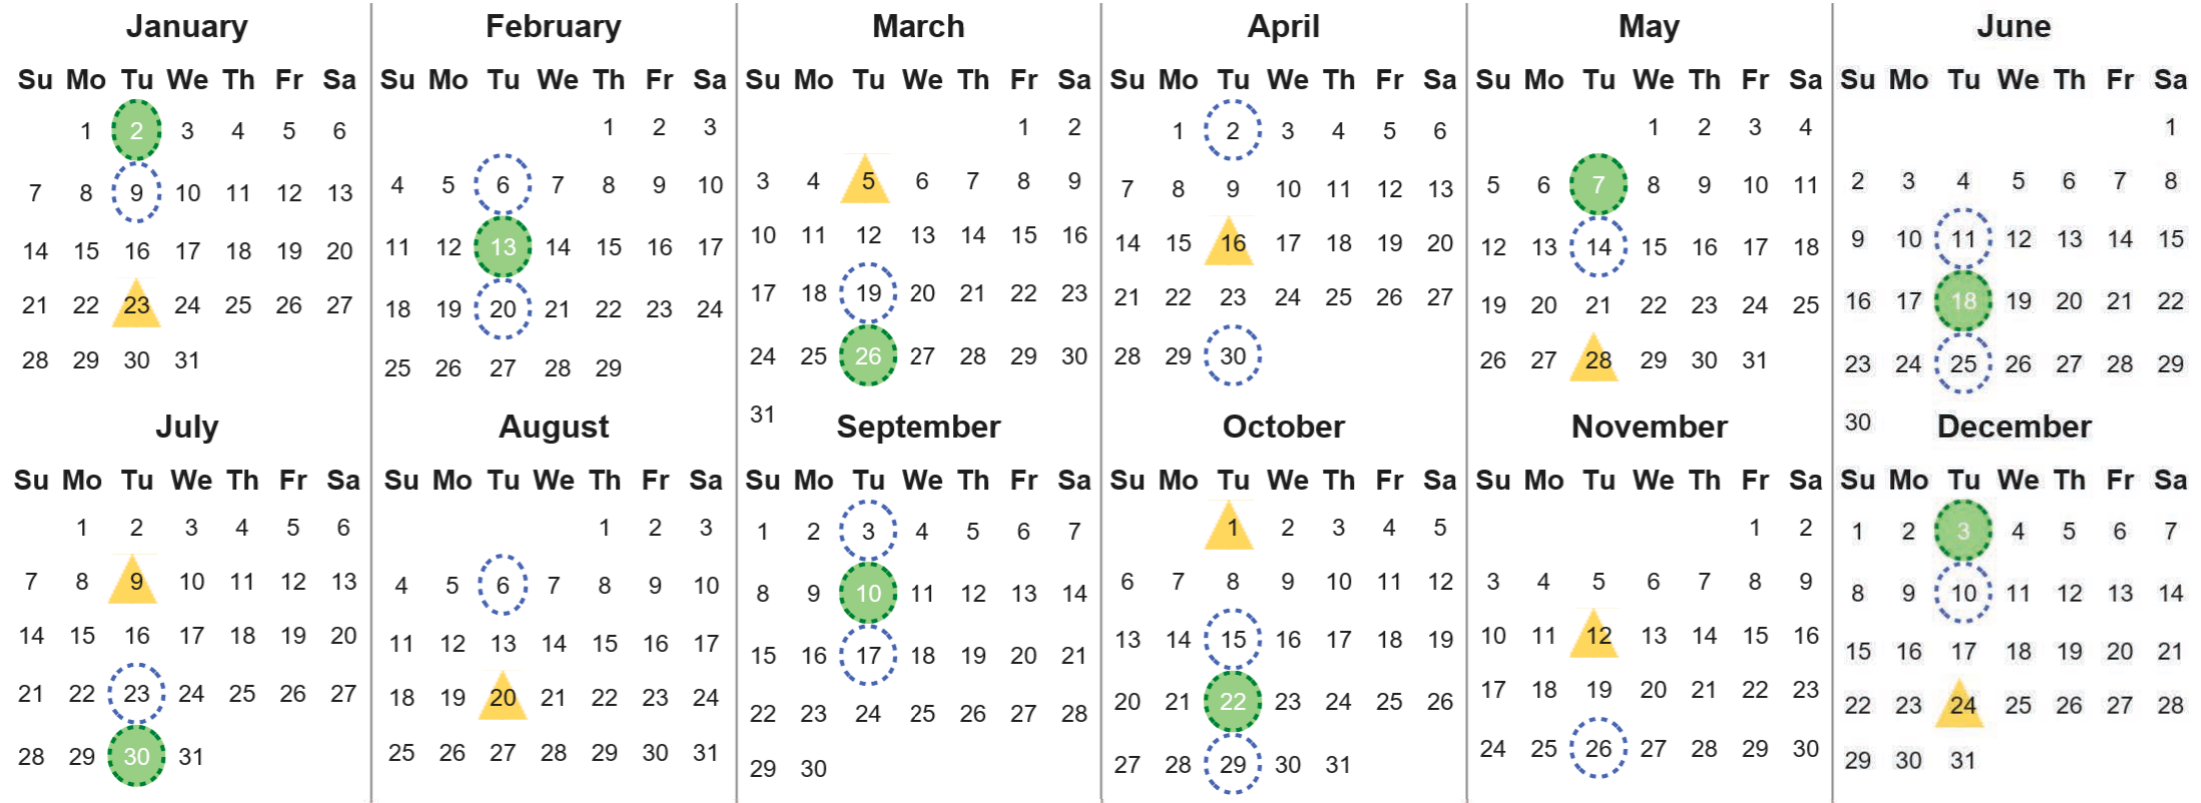 January
Su Mo Tu We Th Fr Sa
1 2 3 4 5 6
7 8 9 10 11 12 13
14 15 16 17 18 19 20
21 22 23 24 25 26 27
28 29 30 31
February
Su Mo Tu We Th Fr Sa
1 2 3
4 5 6 7 8 9 10
11 12 13 14 15 16 17
18 19 20 21 22 23 24
25 26 27 28 29
March
Su Mo Tu We Th Fr Sa
1 2
3 4 5 6 7 8 9
10 11 12 13 14 15 16
17 18 19 20 21 22 23
24 25 26 27 28 29 30
31
April
Su Mo Tu We Th Fr Sa
1 2 3 4 5 6
7 8 9 10 11 12 13
14 15 16 17 18 19 20
21 22 23 24 25 26 27
28 29 30
May
Su Mo Tu We Th Fr Sa
1 2 3 4
5 6 7 8 9 10 11
12 13 14 15 16 17 18
19 20 21 22 23 24 25
26 27 28 29 30 31
June
Su Mo Tu We Th Fr Sa
1
2 3 4 5 6 7 8
9 10 11 12 13 14 15
16 17 18 19 20 21 22
23 24 25 26 27 28 29
30
July
Su Mo Tu We Th Fr Sa
1 2 3 4 5 6
7 8 9 10 11 12 13
14 15 16 17 18 19 20
21 22 23 24 25 26 27
28 29 30 31
August
Su Mo Tu We Th Fr Sa
1 2 3
4 5 6 7 8 9 10
11 12 13 14 15 16 17
18 19 20 21 22 23 24
25 26 27 28 29 30 31
September
Su Mo Tu We Th Fr Sa
1 2 3 4 5 6 7
8 9 10 11 12 13 14
15 16 17 18 19 20 21
22 23 24 25 26 27 28
29 30
October
Su Mo Tu We Th Fr Sa
1 2 3 4 5
6 7 8 9 10 11 12
13 14 15 16 17 18 19
20 21 22 23 24 25 26
27 28 29 30 31
November
Su Mo Tu We Th Fr Sa
1 2
3 4 5 6 7 8 9
10 11 12 13 14 15 16
17 18 19 20 21 22 23
24 25 26 27 28 29 30
December
Su Mo Tu We Th Fr Sa
1 2 3 4 5 6 7
8 9 10 11 12 13 14
15 16 17 18 19 20 21
22 23 24 25 26 27 28
29 30 31